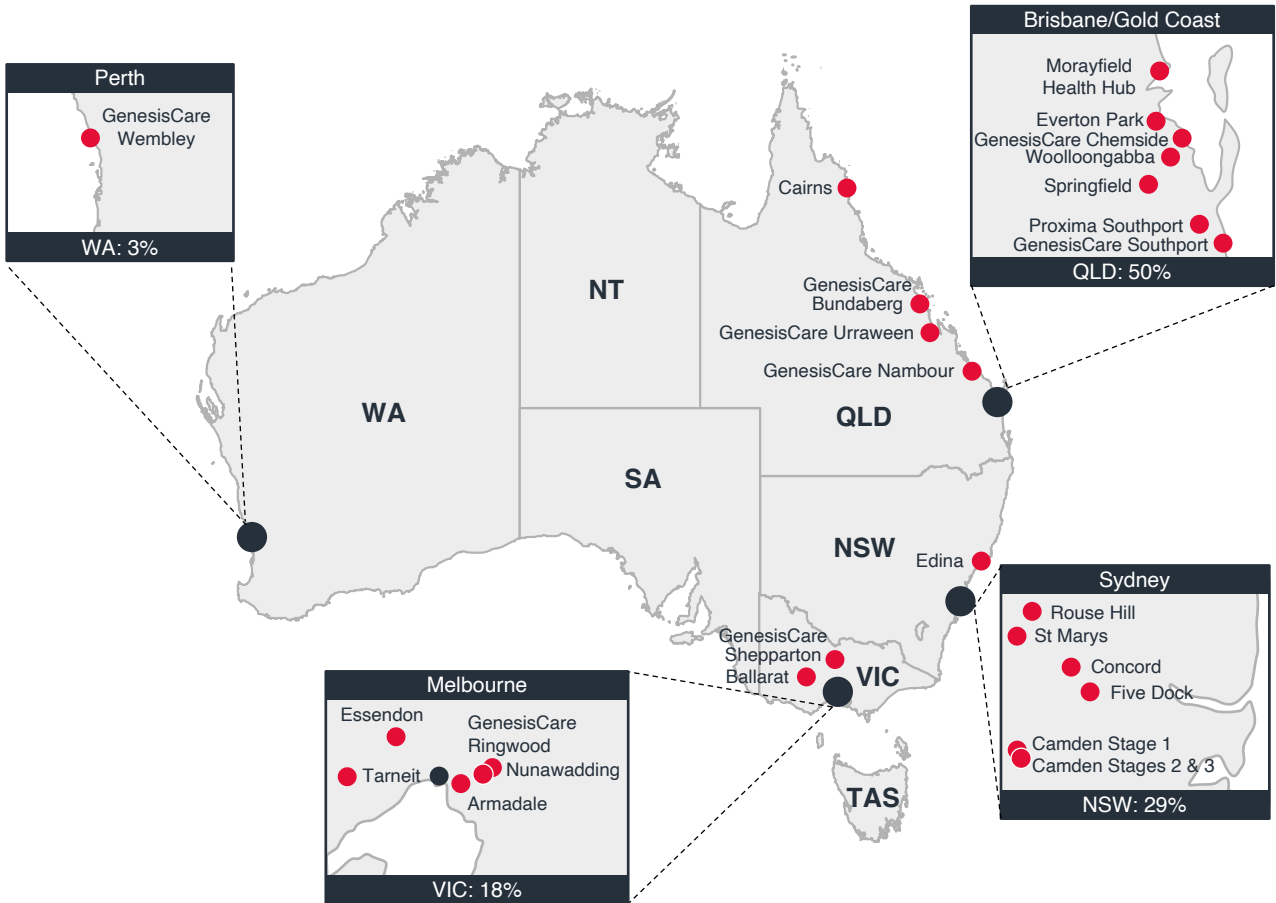 Brisbane/Gold Coast
Morayfield
Health Hub
Everton Park
GenesisCare Chemside
Woolloongabba
Springfield
Proxima Southport
GenesisCare Southport
QLD: 50%
Perth
GenesisCare
Wembley
WA: 3%
Cairns
GenesisCare
Bundaberg
GenesisCare Urraween
GenesisCare Nambour
NT
WA
QLD
SA
NSW
Edina
GenesisCare
Shepparton
Ballarat
VIC
TAS
Sydney
Rouse Hill
St Marys
Concord
Five Dock
Camden Stage 1
Camden Stages 2 & 3
NSW: 29%
Melbourne
Essendon
GenesisCare
Ringwood
Tarneit
Nunawadding
Armadale
VIC: 18%